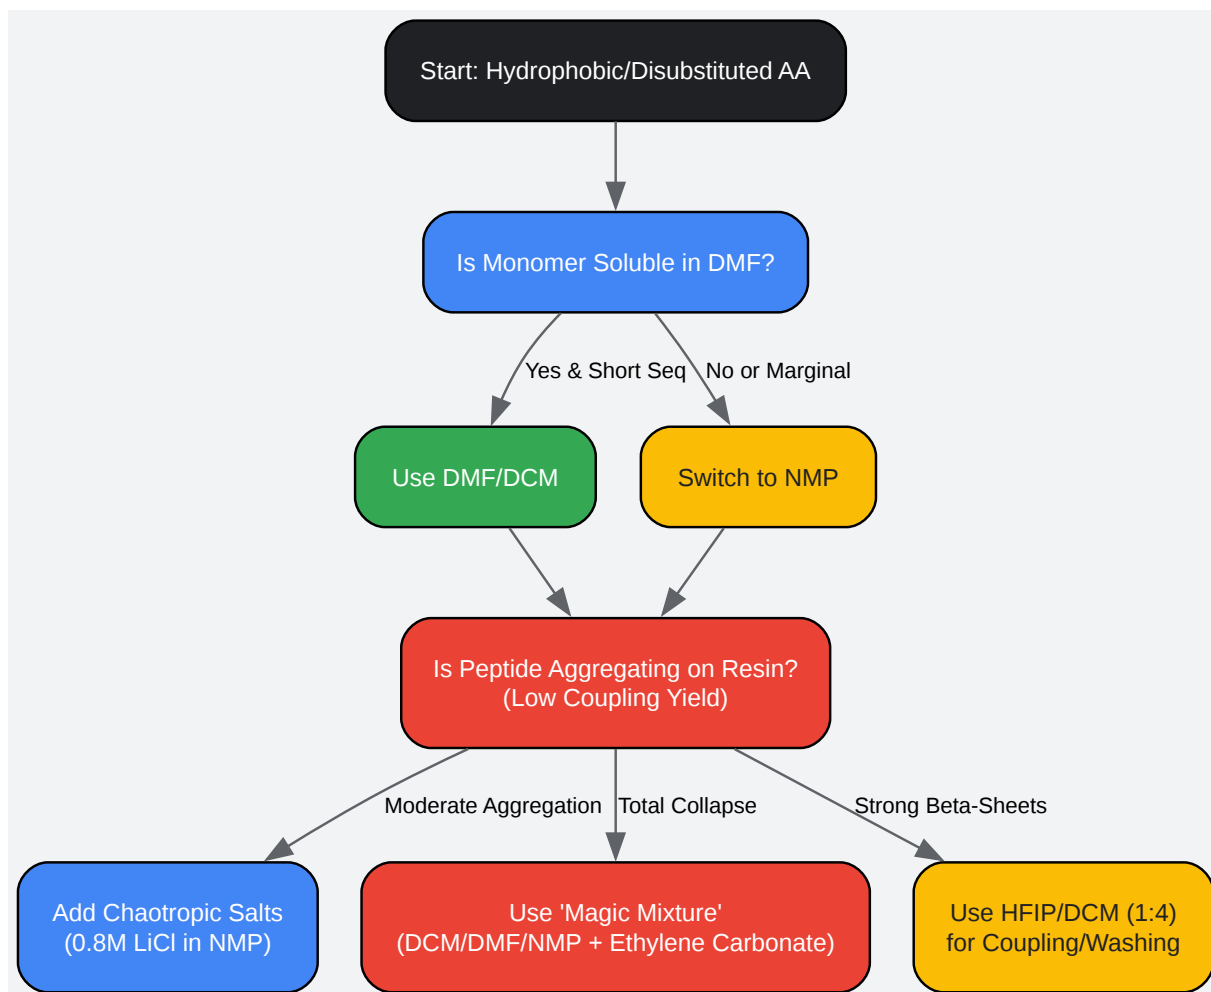 Start: Hydrophobic/Disubstituted AA
Is Monomer Soluble in DMF?
Yes & Short Seq
No or Marginal
Use DMF/DCM
Switch to NMP
Is Peptide Aggregating on Resin?
(Low Coupling Yield)
Moderate Aggregation
Total Collapse
Strong Beta-Sheets
Add Chaotropic Salts
(0.8M LiCl in NMP)
Use 'Magic Mixture'
(DCM/DMF/NMP + Ethylene Carbonate)
Use HFIP/DCM (1:4)
for Coupling/Washing